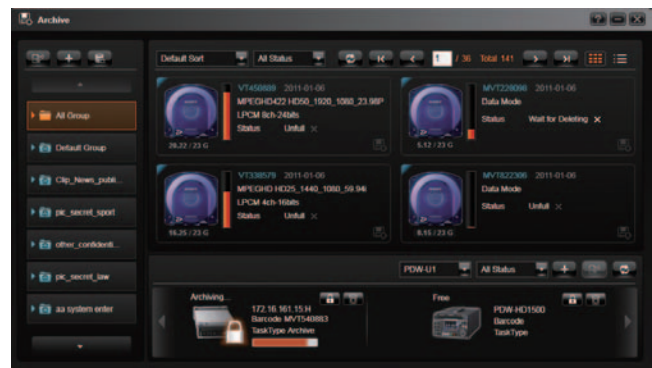 Archive
Default Sort
All Status
1 / 36 Total 141
All Group
Default Group
Clip_News_publi...
pic_secret_sport
other_confidenti...
pic_secret_law
aa system enter
VT450888 2011-01-06
MPEGHD422 HD50_1920_1080_23.98P
LPCM 8ch-24bits
Status Unfull
20.22 / 23 G
MVT228098 2011-01-06
Data Mode
Status Wait for Deleting
5.12 / 23 G
VT338579 2011-01-06
MPEGHD HD25_1440_1080_59.94i
LPCM 4ch-16bits
Status Unfull
16.25 / 23 G
MVT822306 2011-01-06
Data Mode
Status Unfull
8.15 / 23 G
PDW-U1
All Status
Archiving...
172.16.161.15.H
Barcode MVT540883
TaskType Archive
Free
PDW-HD1500
Barcode
TaskType